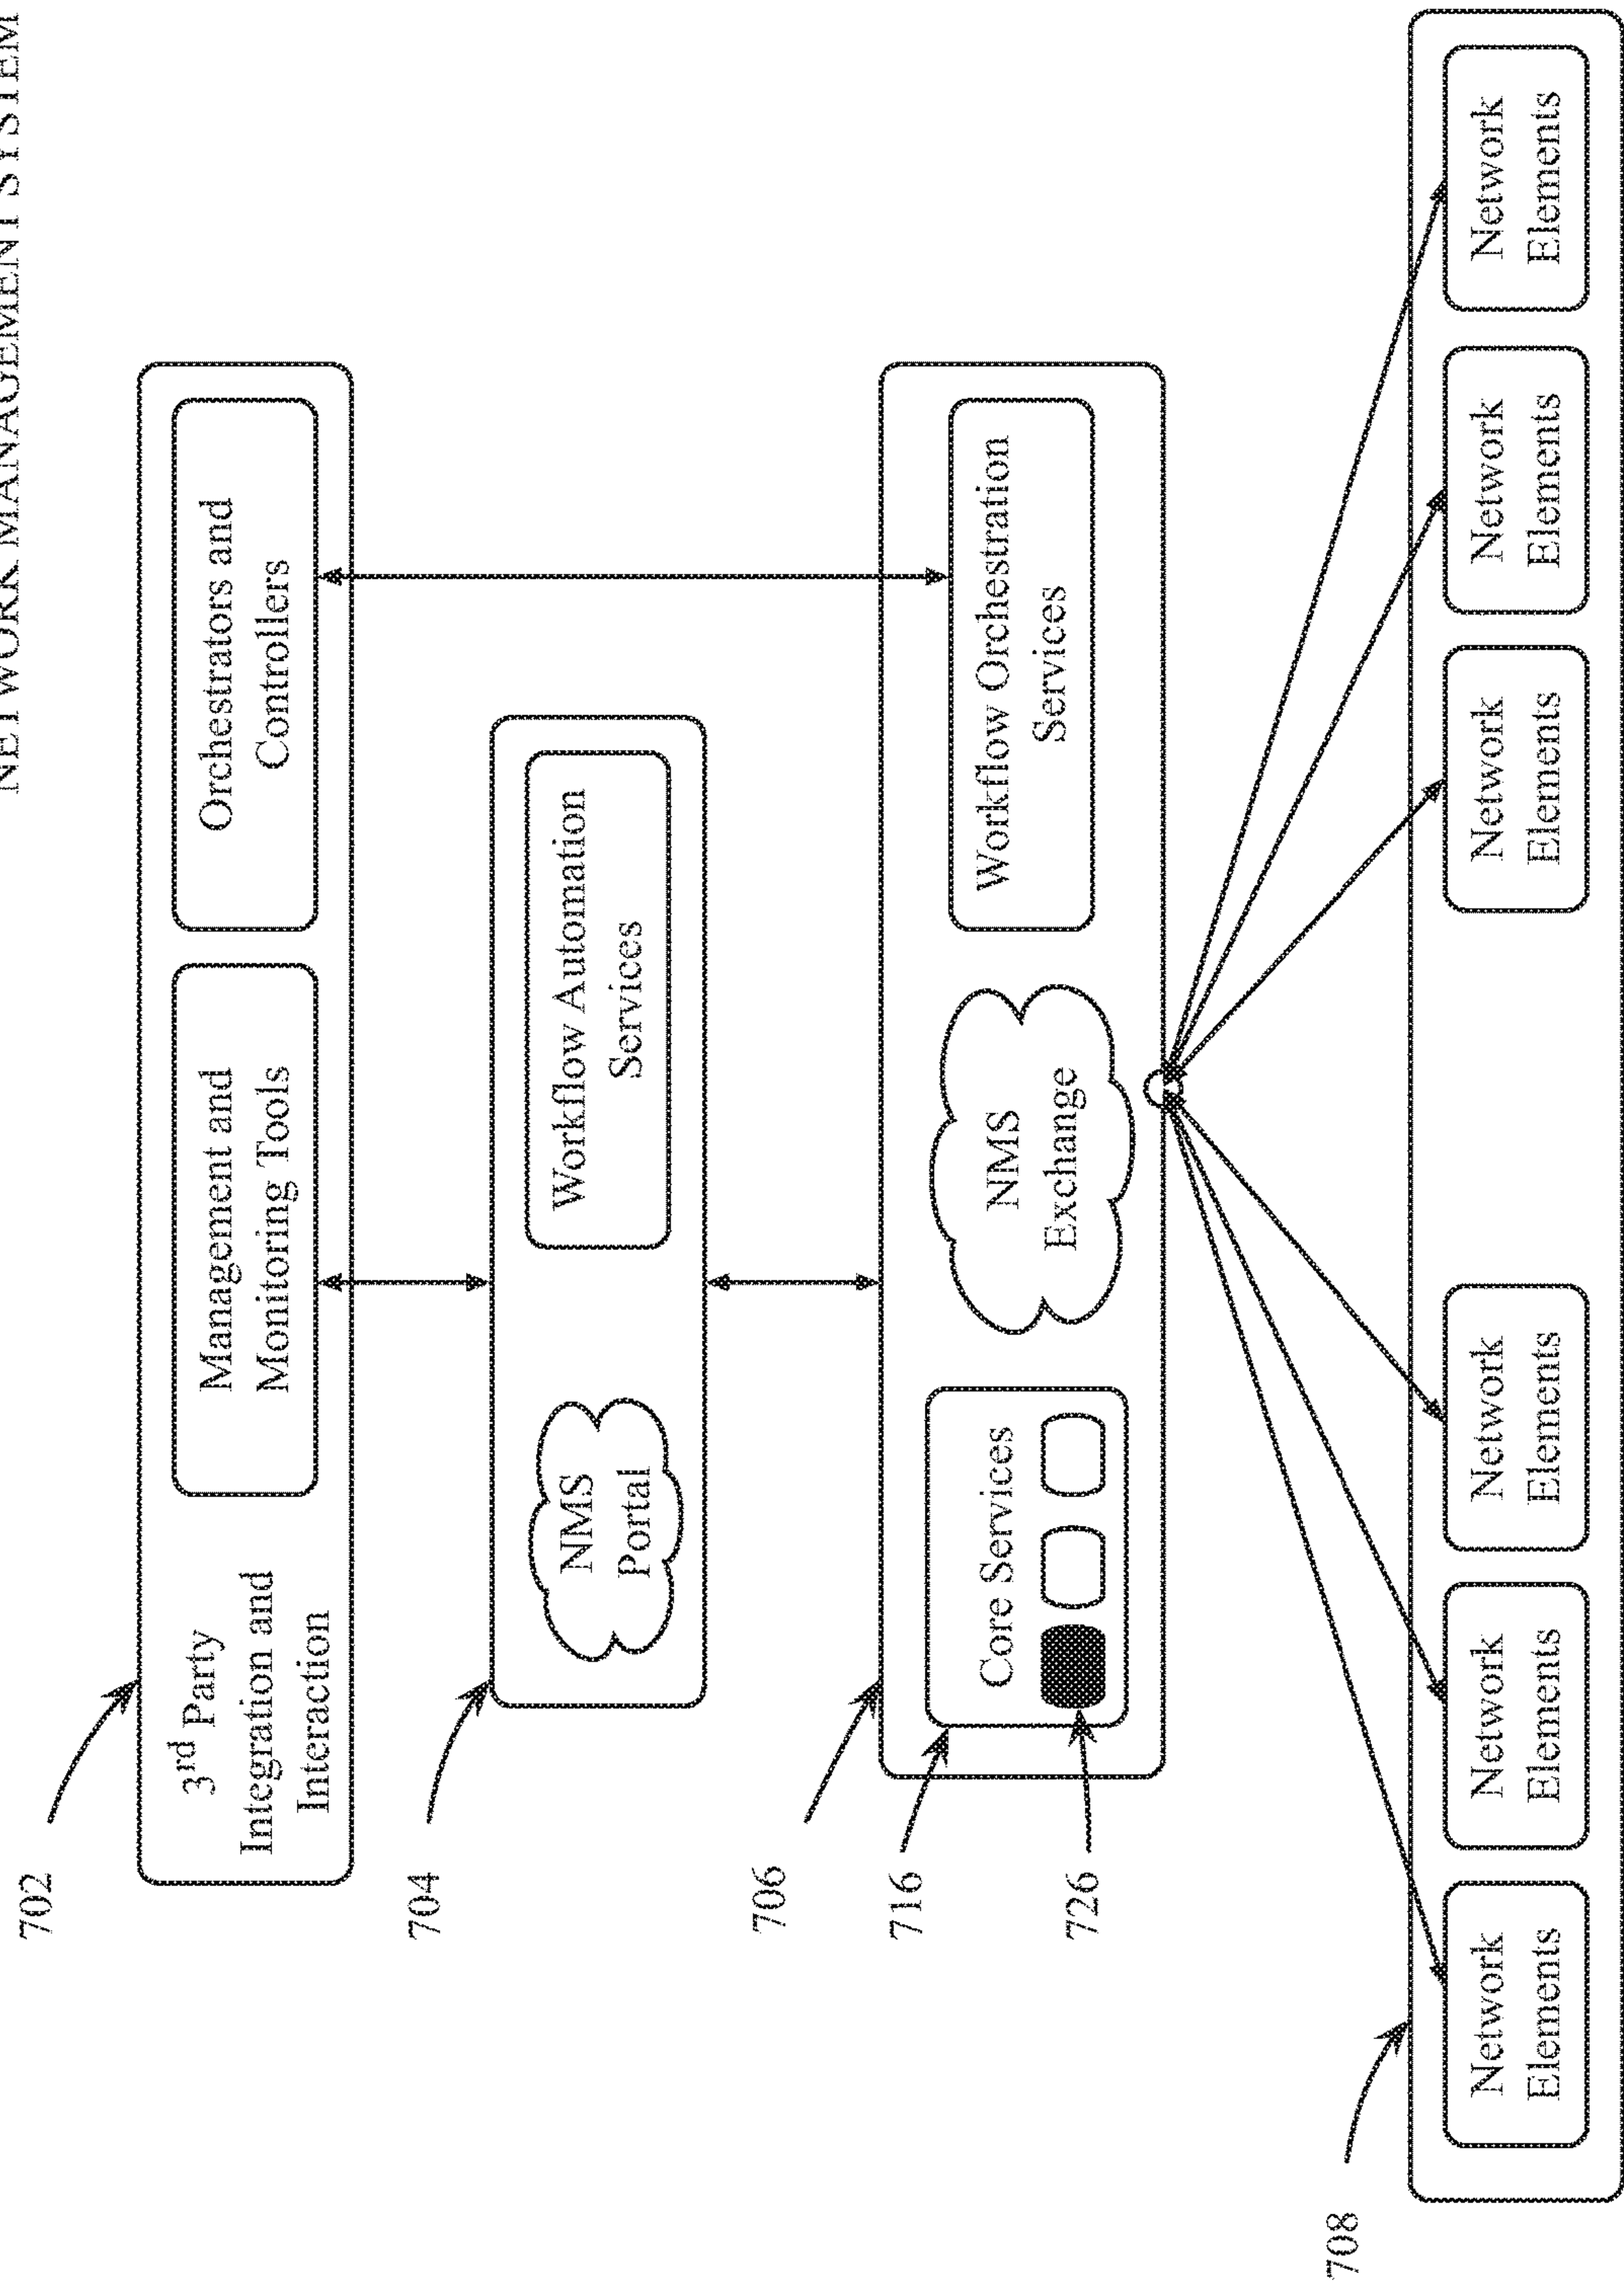 NETWORK MANAGEMENT SYSTEM
702
3rd Party
Integration and
Interaction
Management and
Monitoring Tools
Orchestrators and
Controllers
704
NMS
Portal
Workflow Automation
Services
706
716
726
Core Services
NMS
Exchange
Workflow Orchestration
Services
708
Network
Elements
Network
Elements
Network
Elements
Network
Elements
Network
Elements
Network
Elements